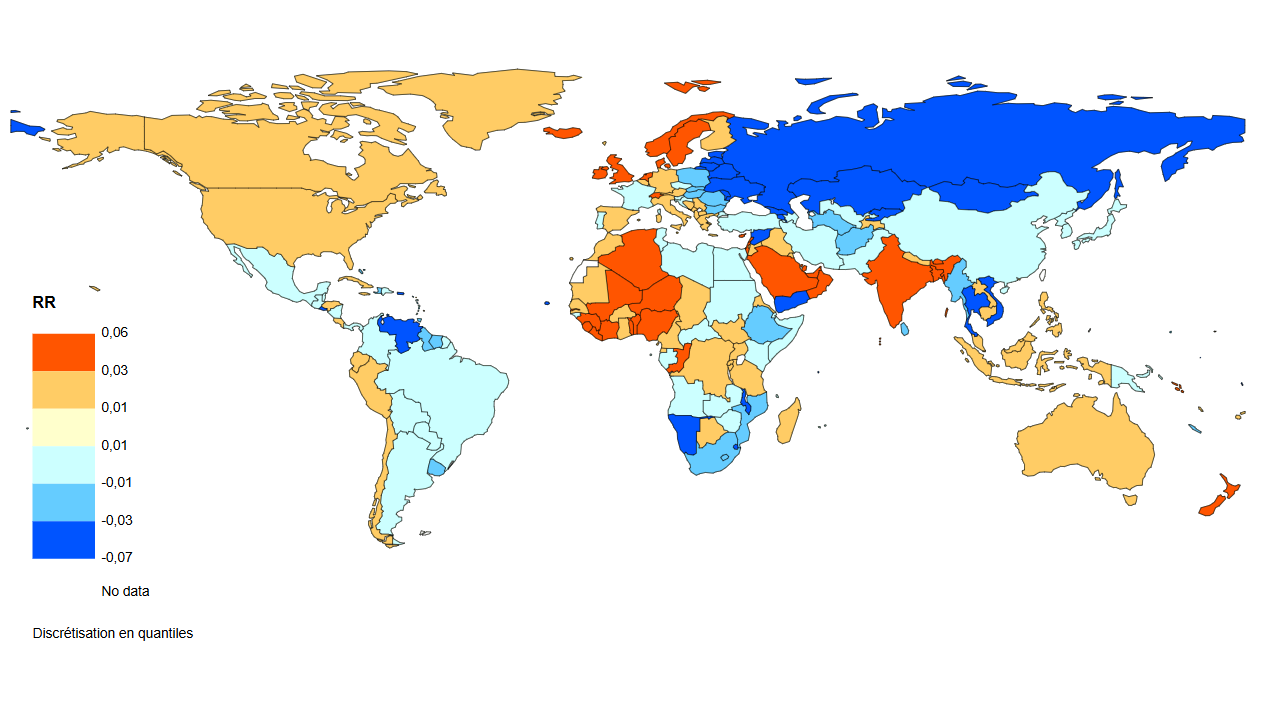 RR
0,06
0,03
0,01
0,01
-0,01
-0,03
-0,07
No data
Discrétisation en quantiles